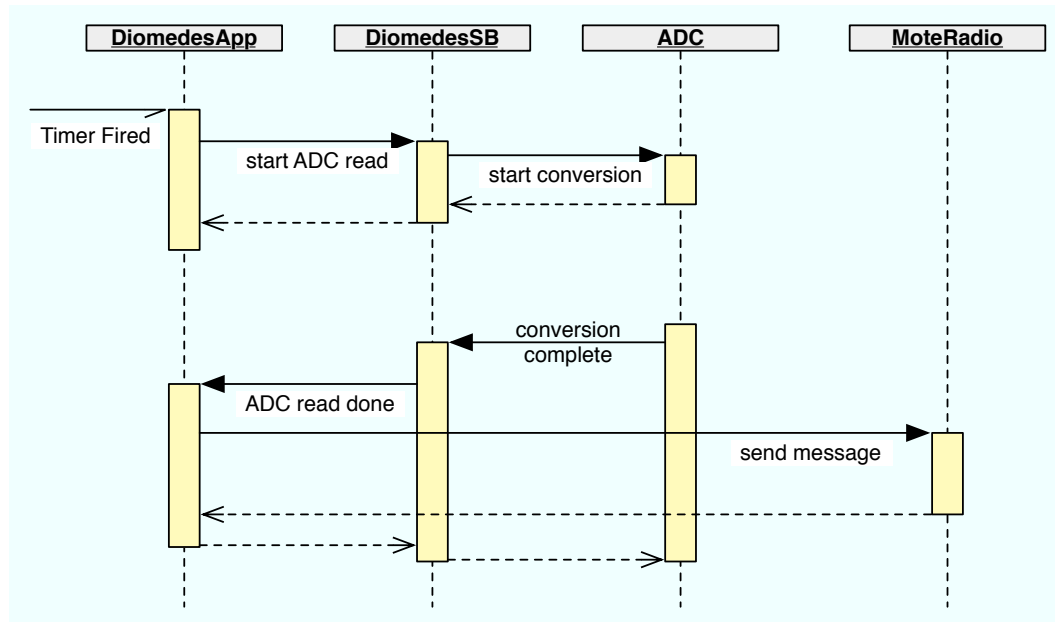 DiomedesApp
DiomedesSB
ADC
MoteRadio
Timer Fired
start ADC read
start conversion
conversion
complete
ADC read done
send message